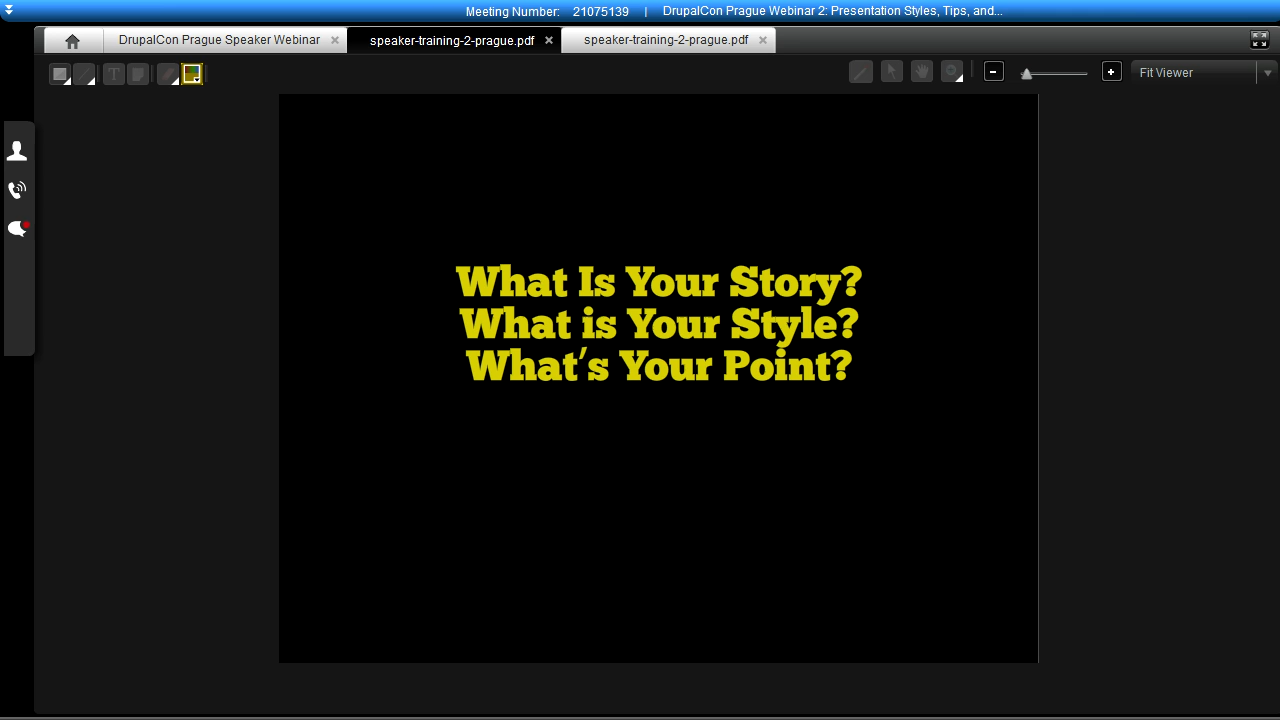 Meeting Number: 21075139 | DrupalCon Prague Webinar 2: Presentation Styles, Tips, and...
DrupalCon Prague Speaker Webinar
speaker-training-2-prague.pdf
speaker-training-2-prague.pdf
T
Fit Viewer
What Is Your Story?
What is Your Style?
What's Your Point?